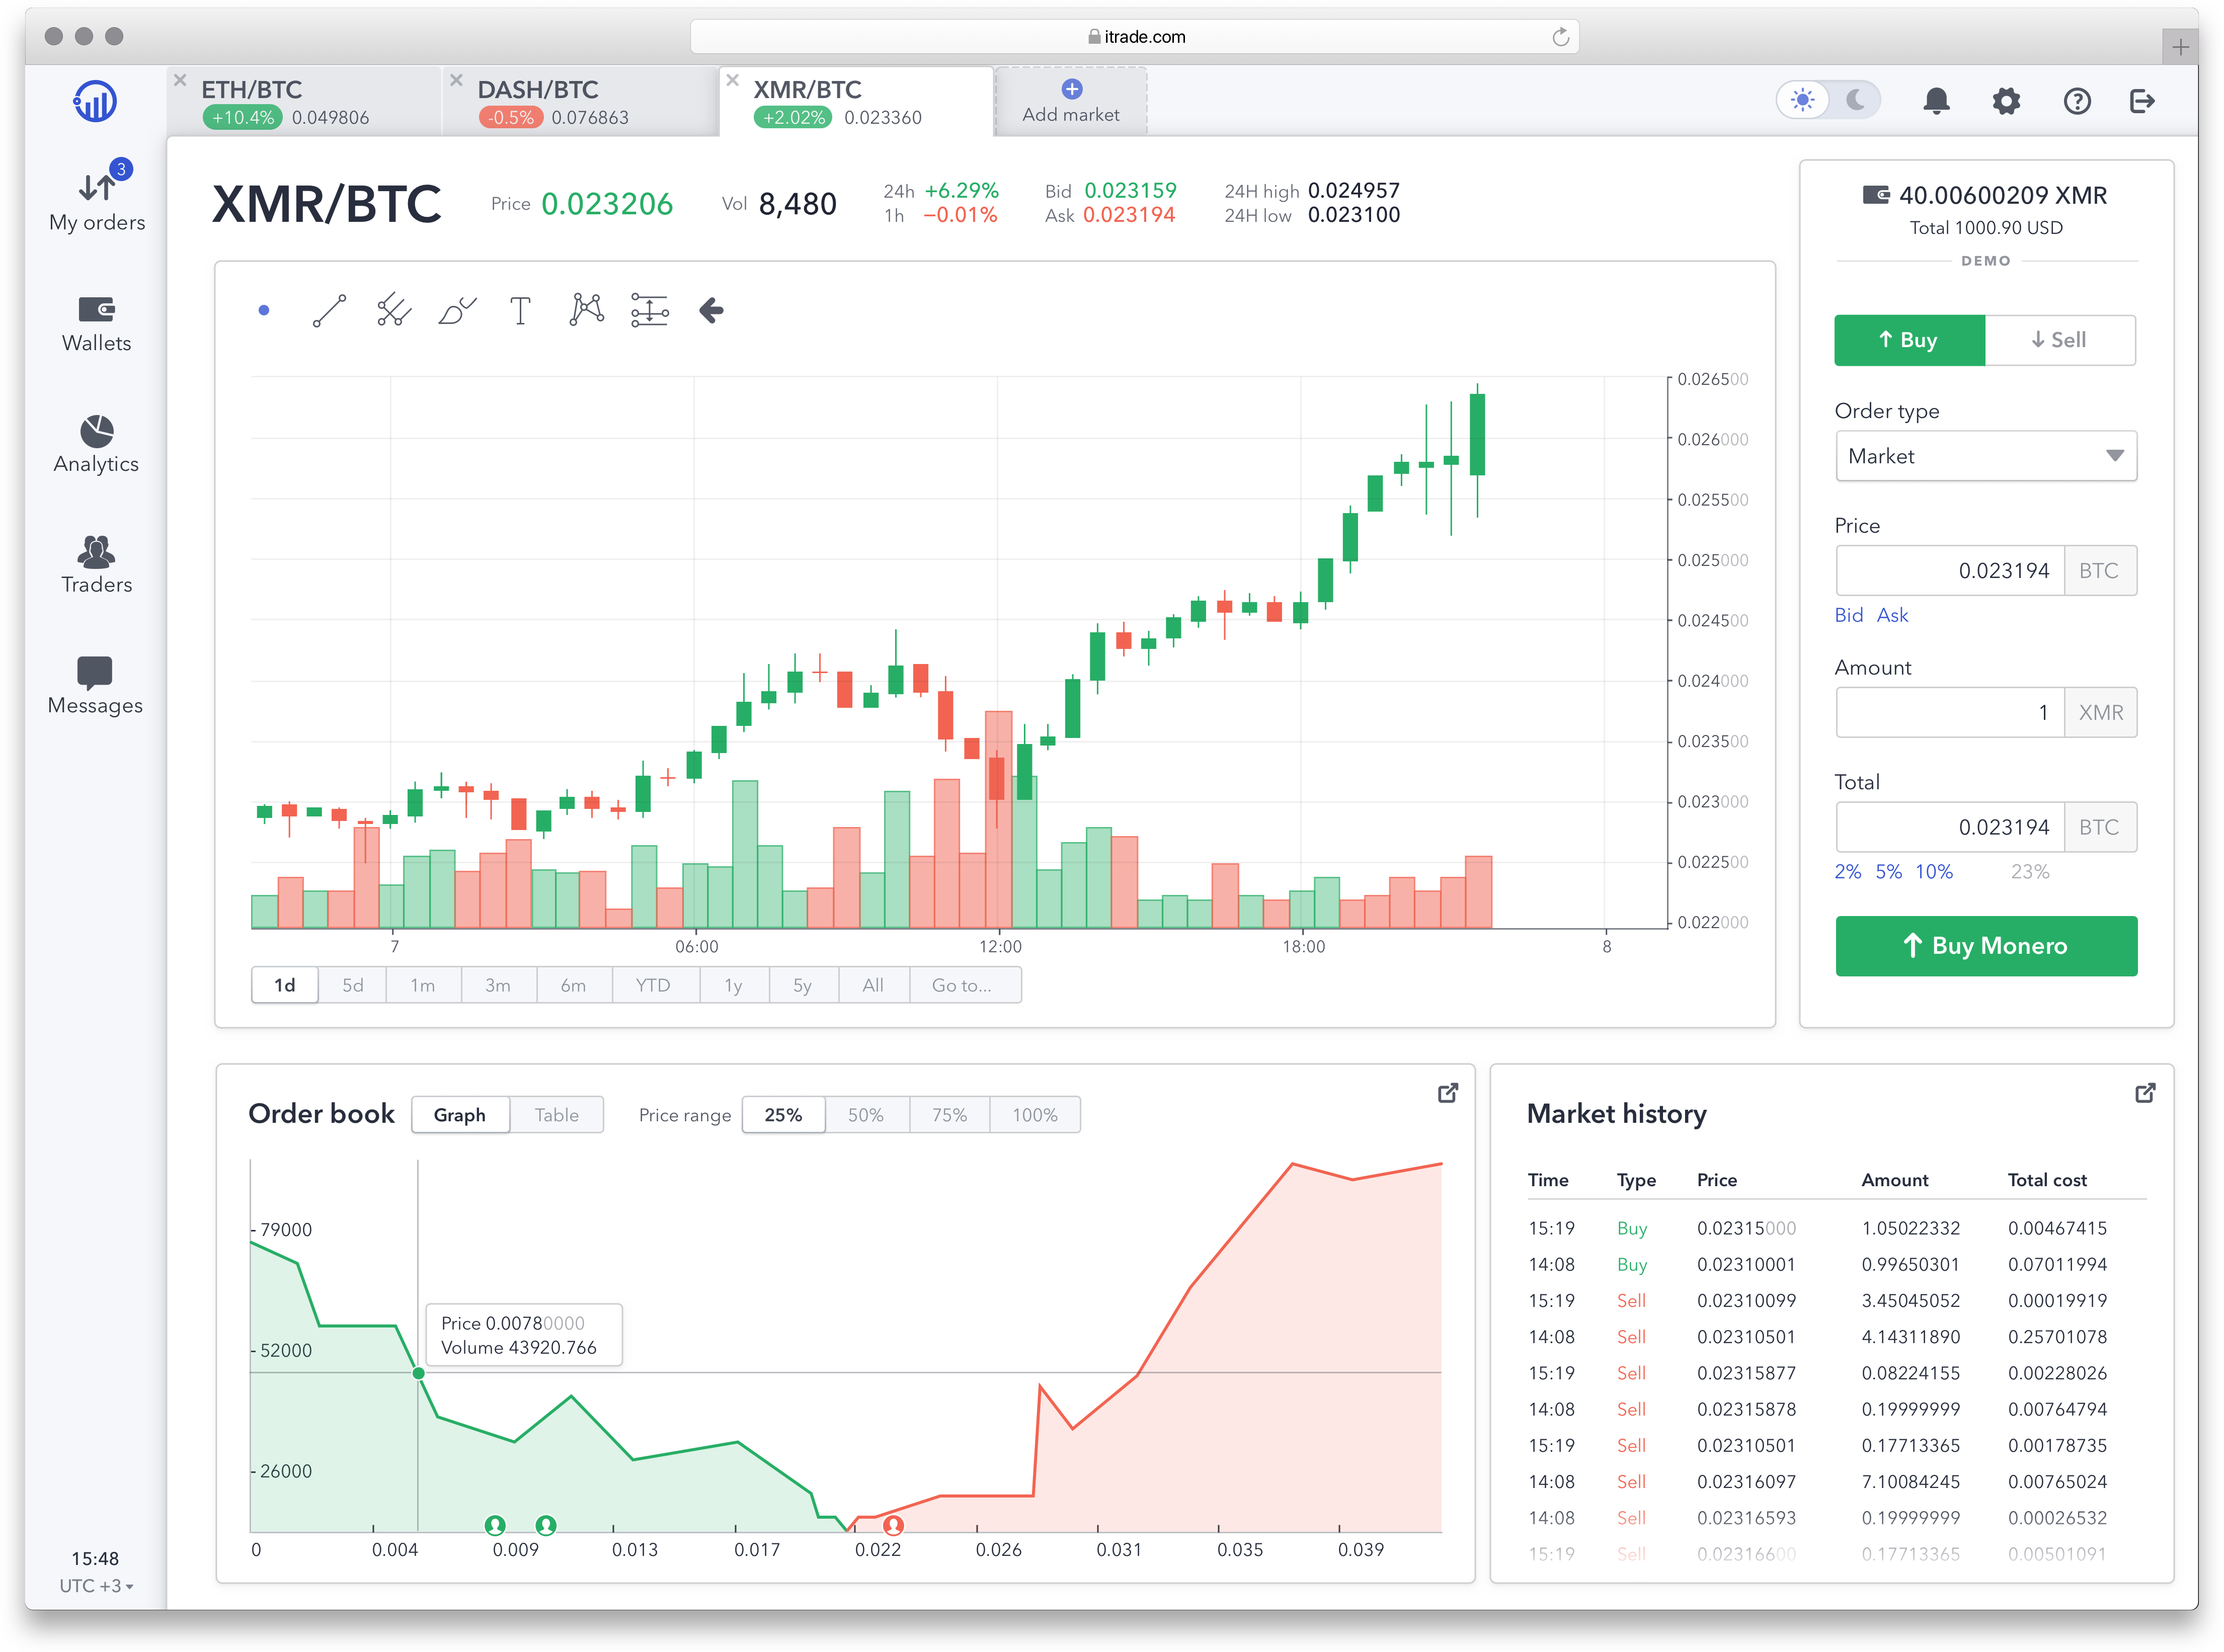 itrade.com
ETH/BTC
+10.4% 0.049806
DASH/BTC
-0.5% 0.076863
XMR/BTC
+2.02% 0.023360
Add market
3
My orders
Wallets
Analytics
Traders
Messages
15:48
UTC +3
XMR/BTC
Price 0.023206
Vol 8,480
24h +6.29%
1h −0.01%
Bid 0.023159
Ask 0.023194
24H high 0.024957
24H low 0.023100
T
0.026500
0.026000
0.025500
0.025000
0.024500
0.024000
0.023500
0.023000
0.022500
0.022000
7 06:00 12:00 18:00 8
1d 5d 1m 3m 6m YTD 1y 5y All Go to...
40.00600209 XMR
Total 1000.90 USD
DEMO
Buy Sell
Order type
Market
Price
0.023194 BTC
Bid Ask
Amount
1 XMR
Total
0.023194 BTC
2% 5% 10% 23%
Buy Monero
Order book Graph Table Price range 25% 50% 75% 100%
79000
52000
26000
Price 0.00780000
Volume 43920.766
0 0.004 0.009 0.013 0.017 0.022 0.026 0.031 0.035 0.039
Market history
Time Type Price Amount Total cost
15:19 Buy 0.02315000 1.05022332 0.00467415
14:08 Buy 0.02310001 0.99650301 0.07011994
15:19 Sell 0.02310099 3.45045052 0.00019919
14:08 Sell 0.02310501 4.14311890 0.25701078
15:19 Sell 0.02315877 0.08224155 0.00228026
14:08 Sell 0.02315878 0.19999999 0.00764794
15:19 Sell 0.02310501 0.17713365 0.00178735
14:08 Sell 0.02316097 7.10084245 0.00765024
14:08 Sell 0.02316593 0.19999999 0.00026532
15:19 Sell 0.02316600 0.17713365 0.00501091